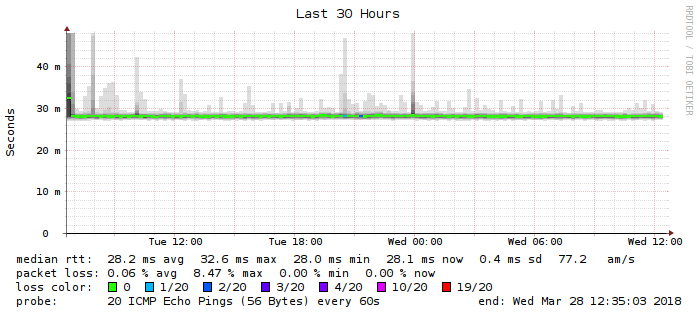 Last 30 Hours
RRDTOOL / TOBI OETIKER
Seconds
40 m
30 m
20 m
10 m
0
Tue 12:00 Tue 18:00 Wed 00:00 Wed 06:00 Wed 12:00
median rtt: 28.2 ms avg 32.6 ms max 28.0 ms min 28.1 ms now 0.4 ms sd 77.2 am/s
packet loss: 0.06 % avg 8.47 % max 0.00 % min 0.00 % now
loss color: 0 1/20 2/20 3/20 4/20 10/20 19/20
probe: 20 ICMP Echo Pings (56 Bytes) every 60s end: Wed Mar 28 12:35:03 2018